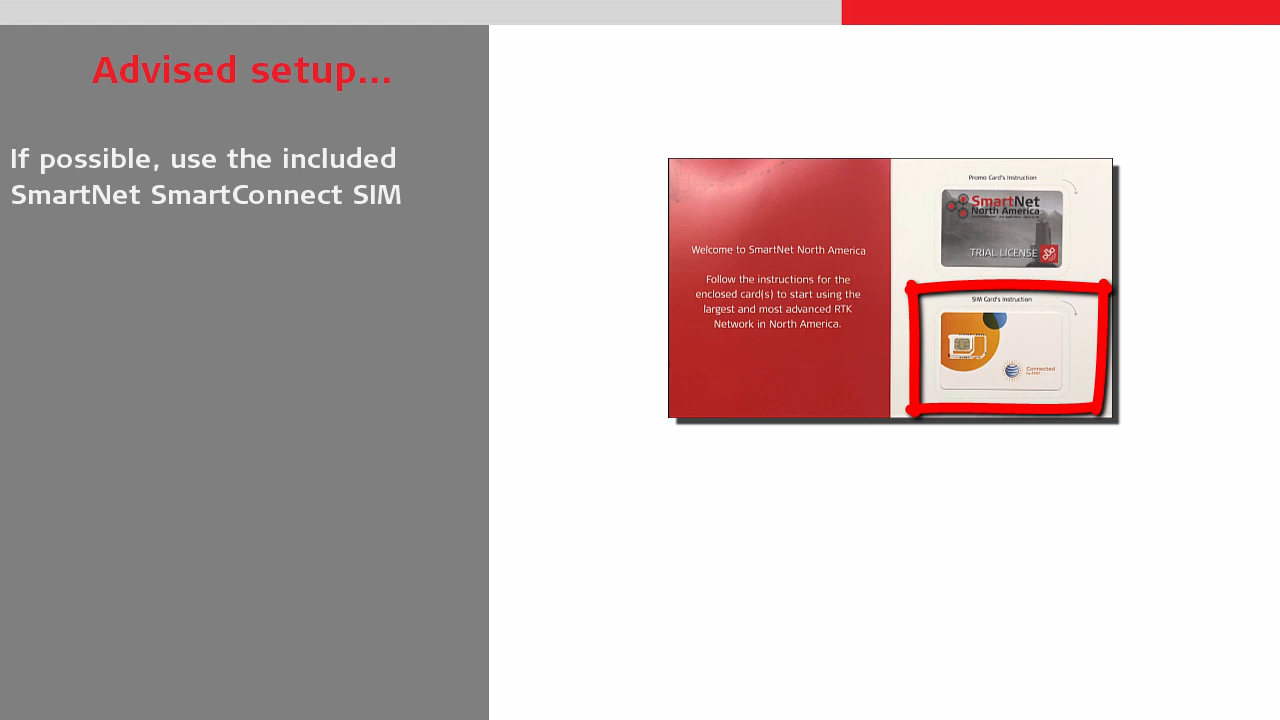 Advised setup...
If possible, use the included
SmartNet SmartConnect SIM
Welcome to SmartNet North America
Follow the instructions for the
enclosed card(s) to start using the
largest and most advanced RTK
Network in North America.
Promo Card's Instruction
SmartNet
North America
TRIAL LICENSE
SIM Card's Instruction
Connected
by AT&T